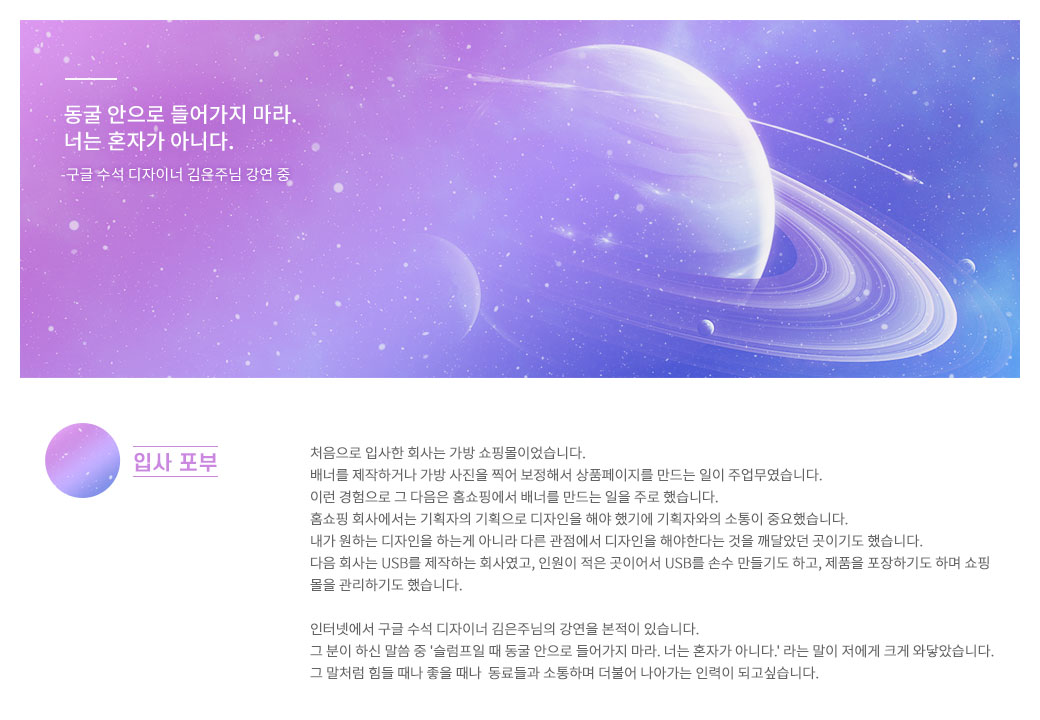 동굴 안으로 들어가지 마라.
너는 혼자가 아니다.
-구글 수석 디자이너 김은주님 강연 중
입사 포부
처음으로 입사한 회사는 가방 쇼핑몰이었습니다.
배너를 제작하거나 가방 사진을 찍어 보정해서 상품페이지를 만드는 일이 주업무였습니다.
이런 경험으로 그 다음은 홈쇼핑에서 배너를 만드는 일을 주로 했습니다.
홈쇼핑 회사에서는 기획자의 기획으로 디자인을 해야 했기에 기획자와의 소통이 중요했습니다.
내가 원하는 디자인을 하는게 아니라 다른 관점에서 디자인을 해야한다는 것을 깨달았던 곳이기도 했습니다.
다음 회사는 USB를 제작하는 회사였고, 인원이 적은 곳이어서 USB를 손수 만들기도 하고, 제품을 포장하기도 하며 쇼핑
몰을 관리하기도 했습니다.
인터넷에서 구글 수석 디자이너 김은주님의 강연을 본적이 있습니다.
그 분이 하신 말씀 중 '슬럼프일 때 동굴 안으로 들어가지 마라. 너는 혼자가 아니다.' 라는 말이 저에게 크게 와닿았습니다.
그 말처럼 힘들 때나 좋을 때나  동료들과 소통하며 더불어 나아가는 인력이 되고싶습니다.